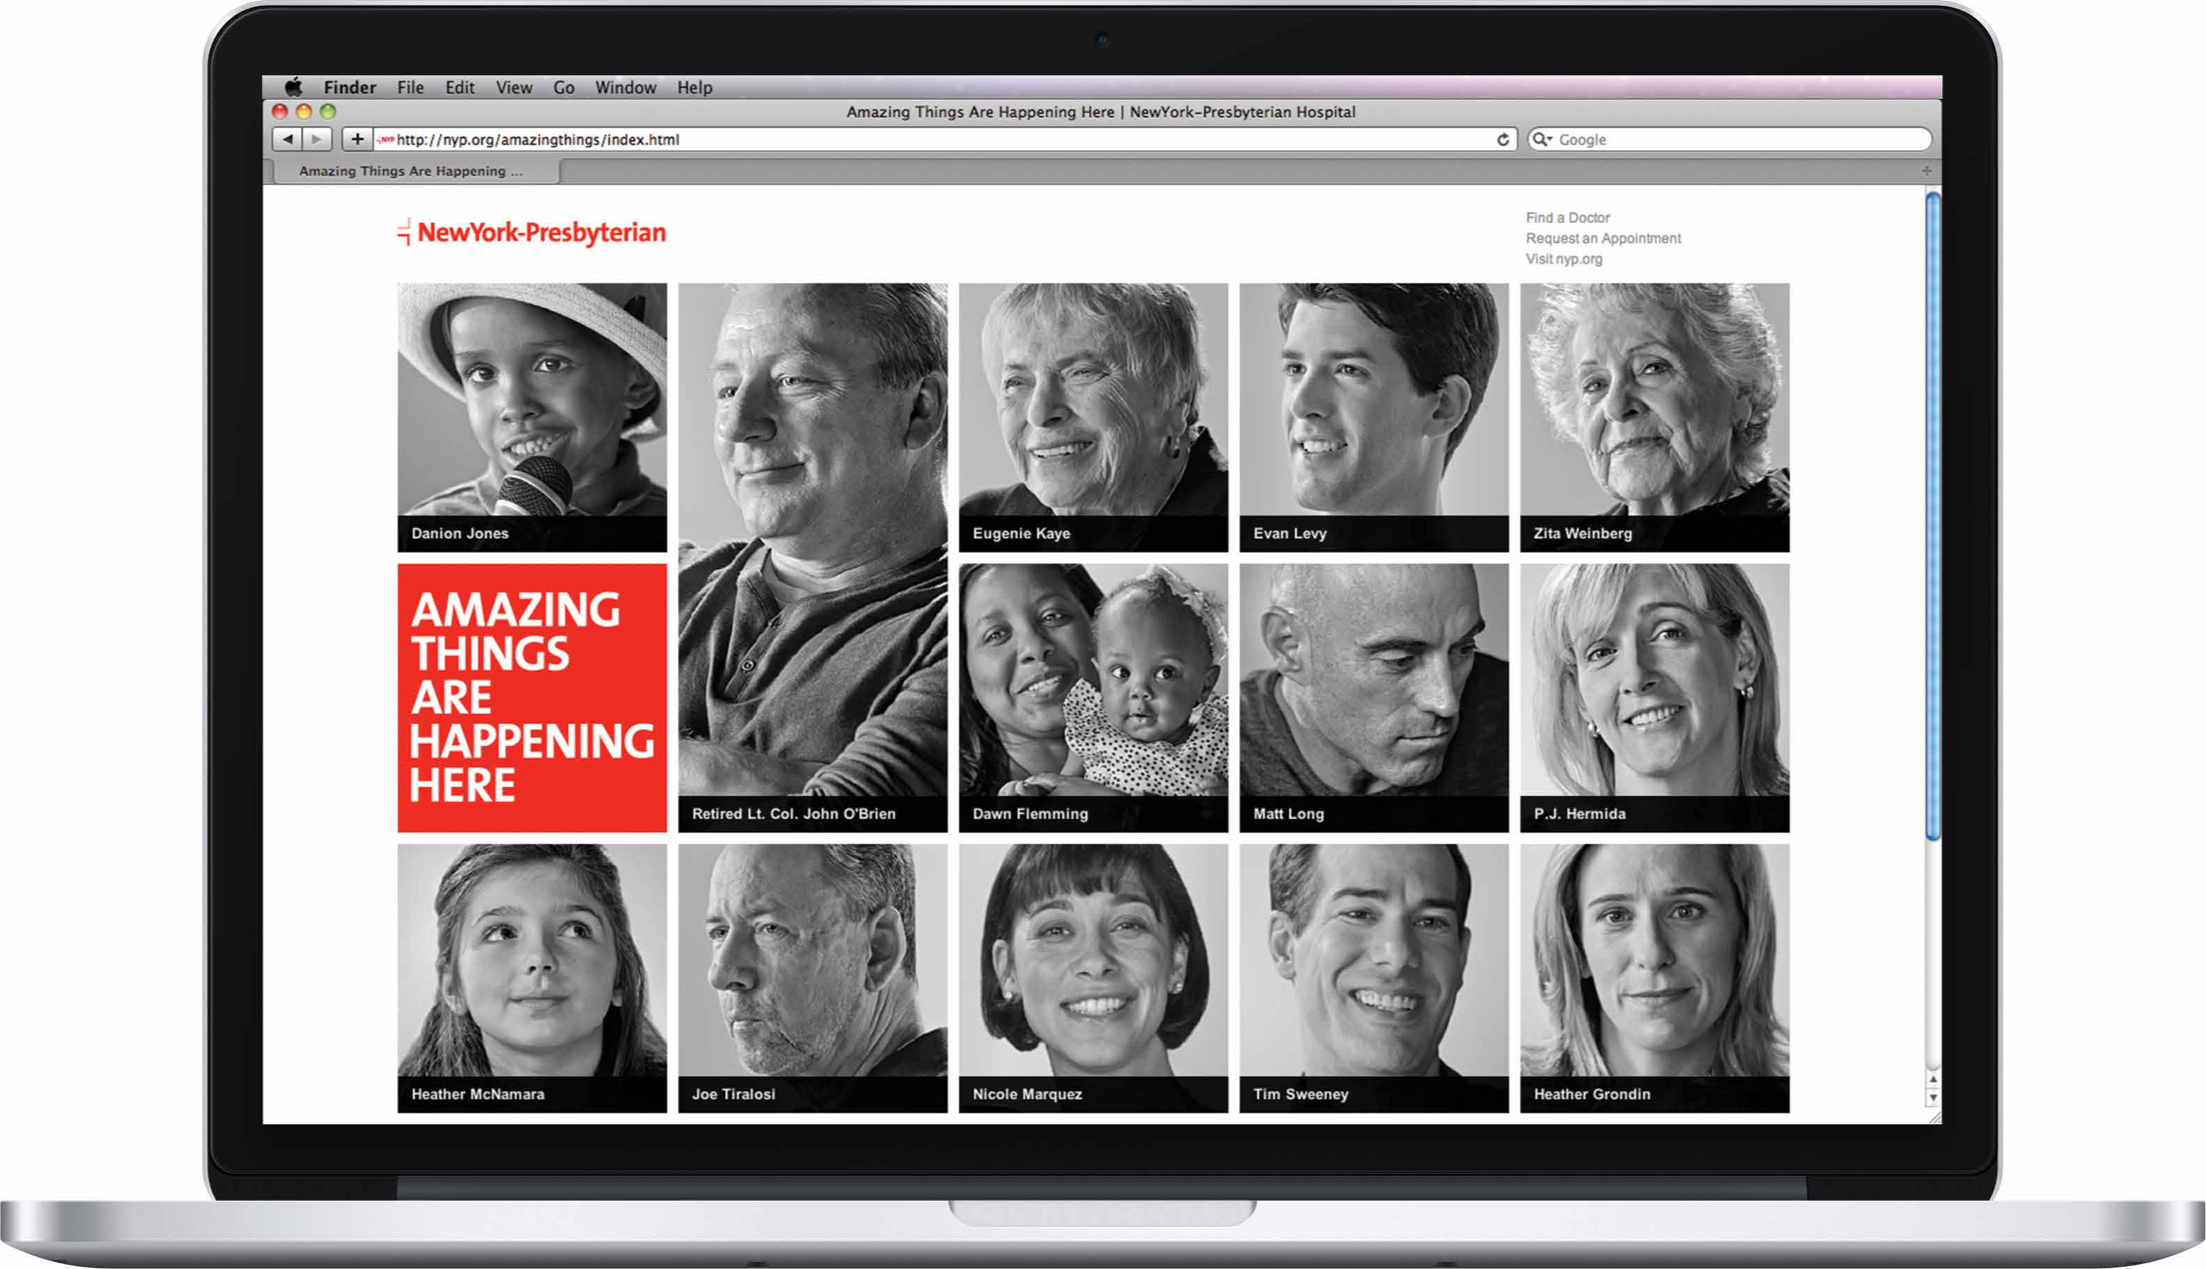 Finder File Edit View Go Window Help
Amazing Things Are Happening Here | NewYork-Presbyterian Hospital
NYP http://nyp.org/amazingthings/index.html
Google
Amazing Things Are Happening ...
NewYork-Presbyterian
Find a Doctor
Request an Appointment
Visit nyp.org
Danion Jones
Eugenie Kaye
Evan Levy
Zita Weinberg
AMAZING
THINGS
ARE
HAPPENING
HERE
Retired Lt. Col. John O'Brien
Dawn Flemming
Matt Long
P.J. Hermida
Heather McNamara
Joe Tiralosi
Nicole Marquez
Tim Sweeney
Heather Grondin